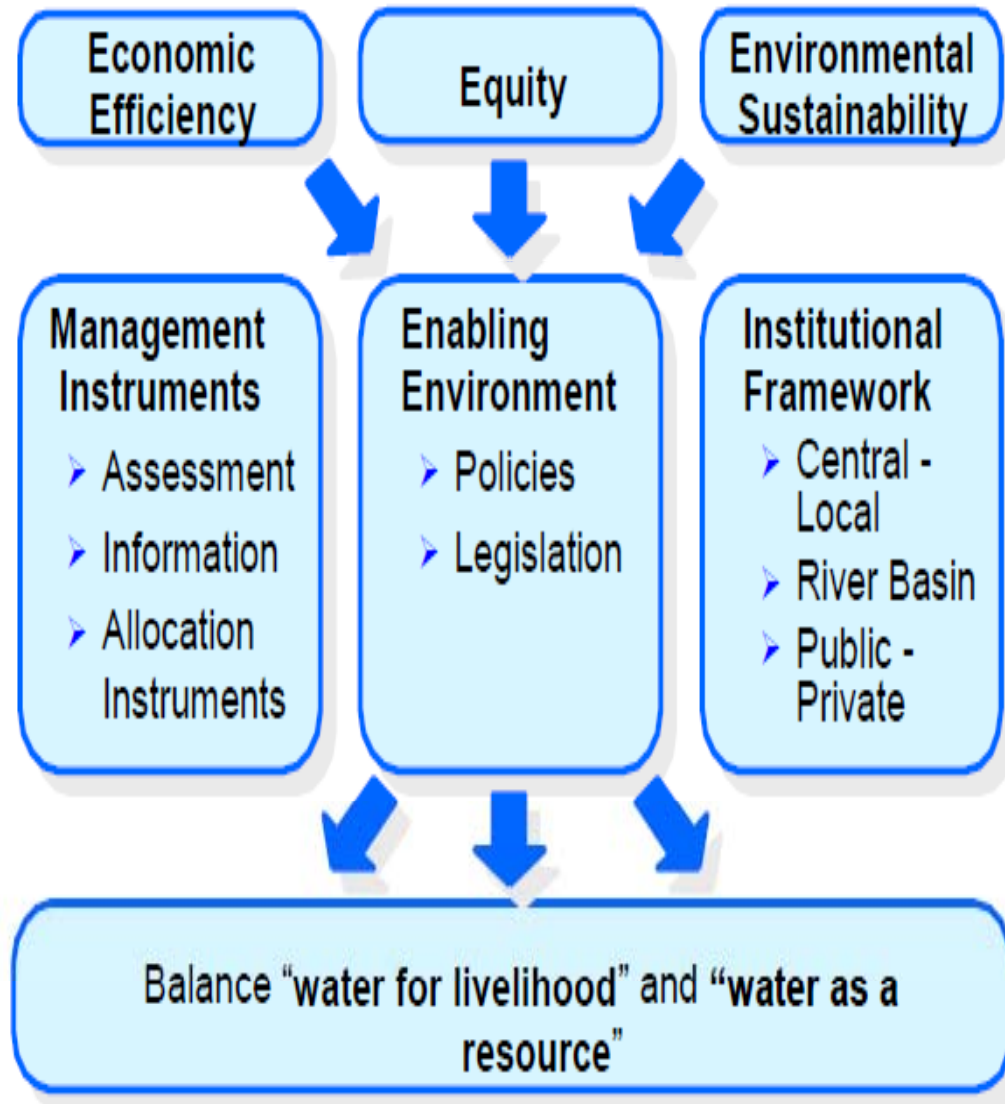 Economic
Efficiency
Equity
Environmental
Sustainability
Management
Instruments
Assessment
Information
Allocation
Instruments
Enabling
Environment
Policies
Legislation
Institutional
Framework
Central -
Local
River Basin
Public -
Private
Balance “water for livelihood” and “water as a
resource”